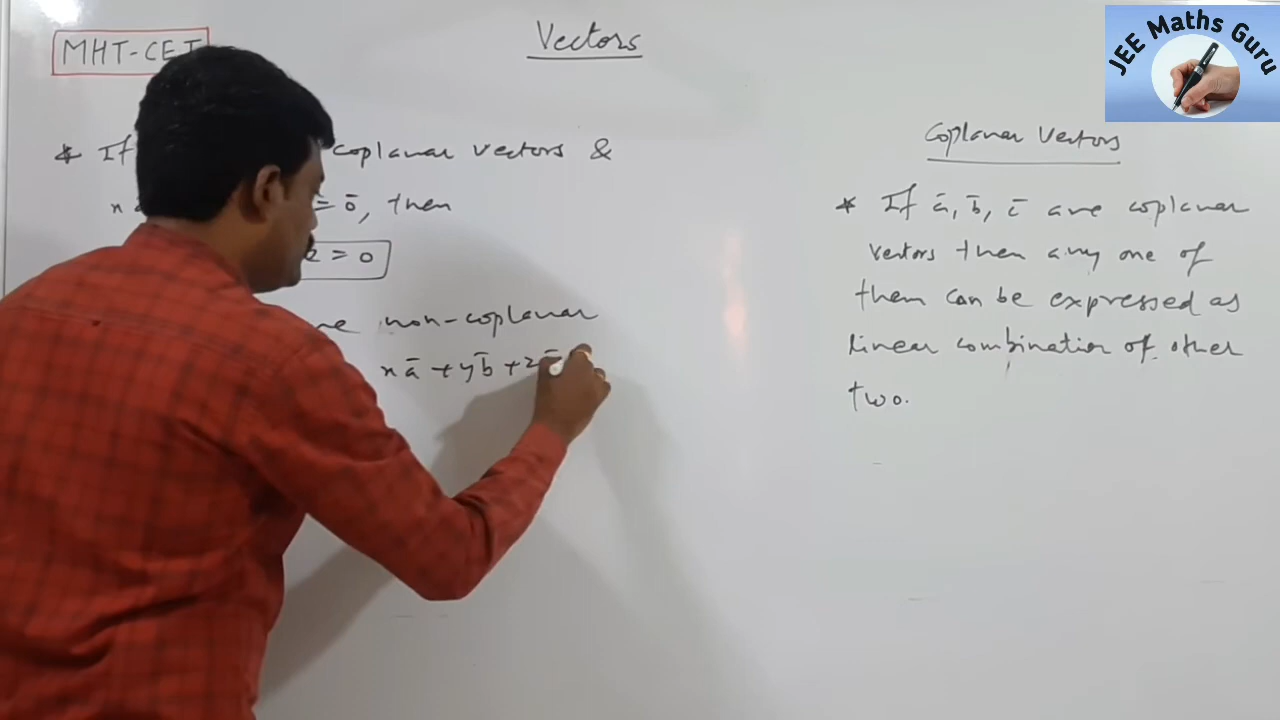 MHT-CET
Vectors
JEE Maths Guru
* If coplanar vectors &
= 0̄, then
= 0
non-coplanar
xā + yb̄ + z
Coplanar Vectors
* If ā, b̄, c̄ are coplanar
vectors then any one of
them can be expressed as
linear combination of other
two.